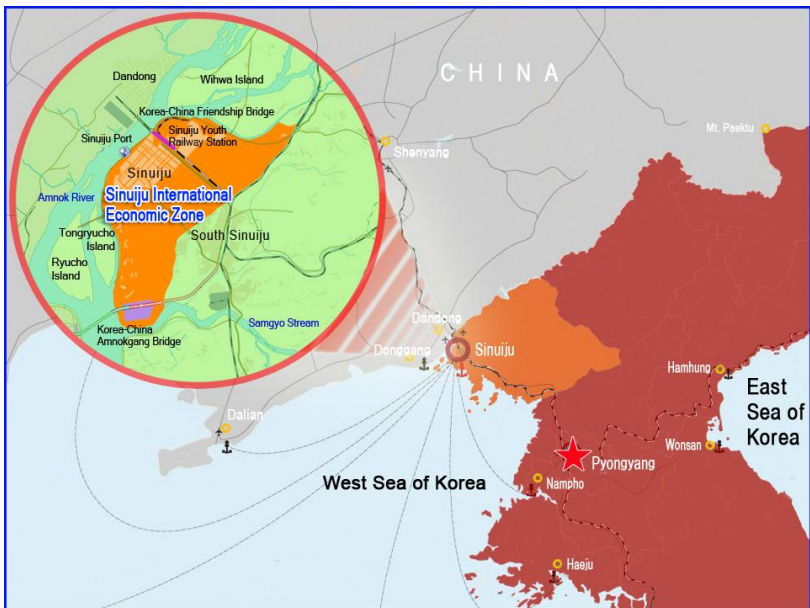 Dandong
Wihwa Island
Korea-China Friendship Bridge
Sinuiju Port
Sinuiju Youth
Railway Station
Sinuiju
Amnok River
Sinuiju International
Economic Zone
Tongryucho
Island
South Sinuiju
Ryucho
Island
Korea-China
Amnokgang Bridge
Samgyo Stream
CHINA
Mt. Paektu
Shenyang
Dandong
Donggang
Sinuiju
Hamhung
East
Sea of
Korea
Dalian
Wonsan
Pyongyang
West Sea of Korea
Nampho
Haeju